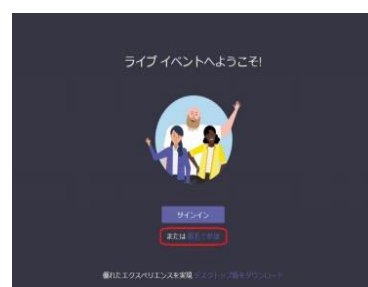 ライブ イベントへようこそ!
サインイン
または 匿名で参加
優れたエクスペリエンスを実現 デスクトップ版をダウンロード